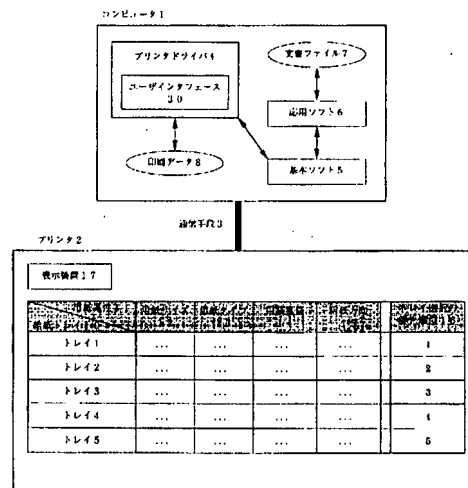 コンピュータ1
プリンタドライバ4
文書ファイル7
ユーザインタフェース
30
応用ソフト6
印刷データ8
基本ソフト5
通信手段3
プリンタ2
表示装置17
トレイ1 ... ... ... ... 1
トレイ2 ... ... ... ... 2
トレイ3 ... ... ... ... 3
トレイ4 ... ... ... ... 4
トレイ5 ... ... ... ... 5